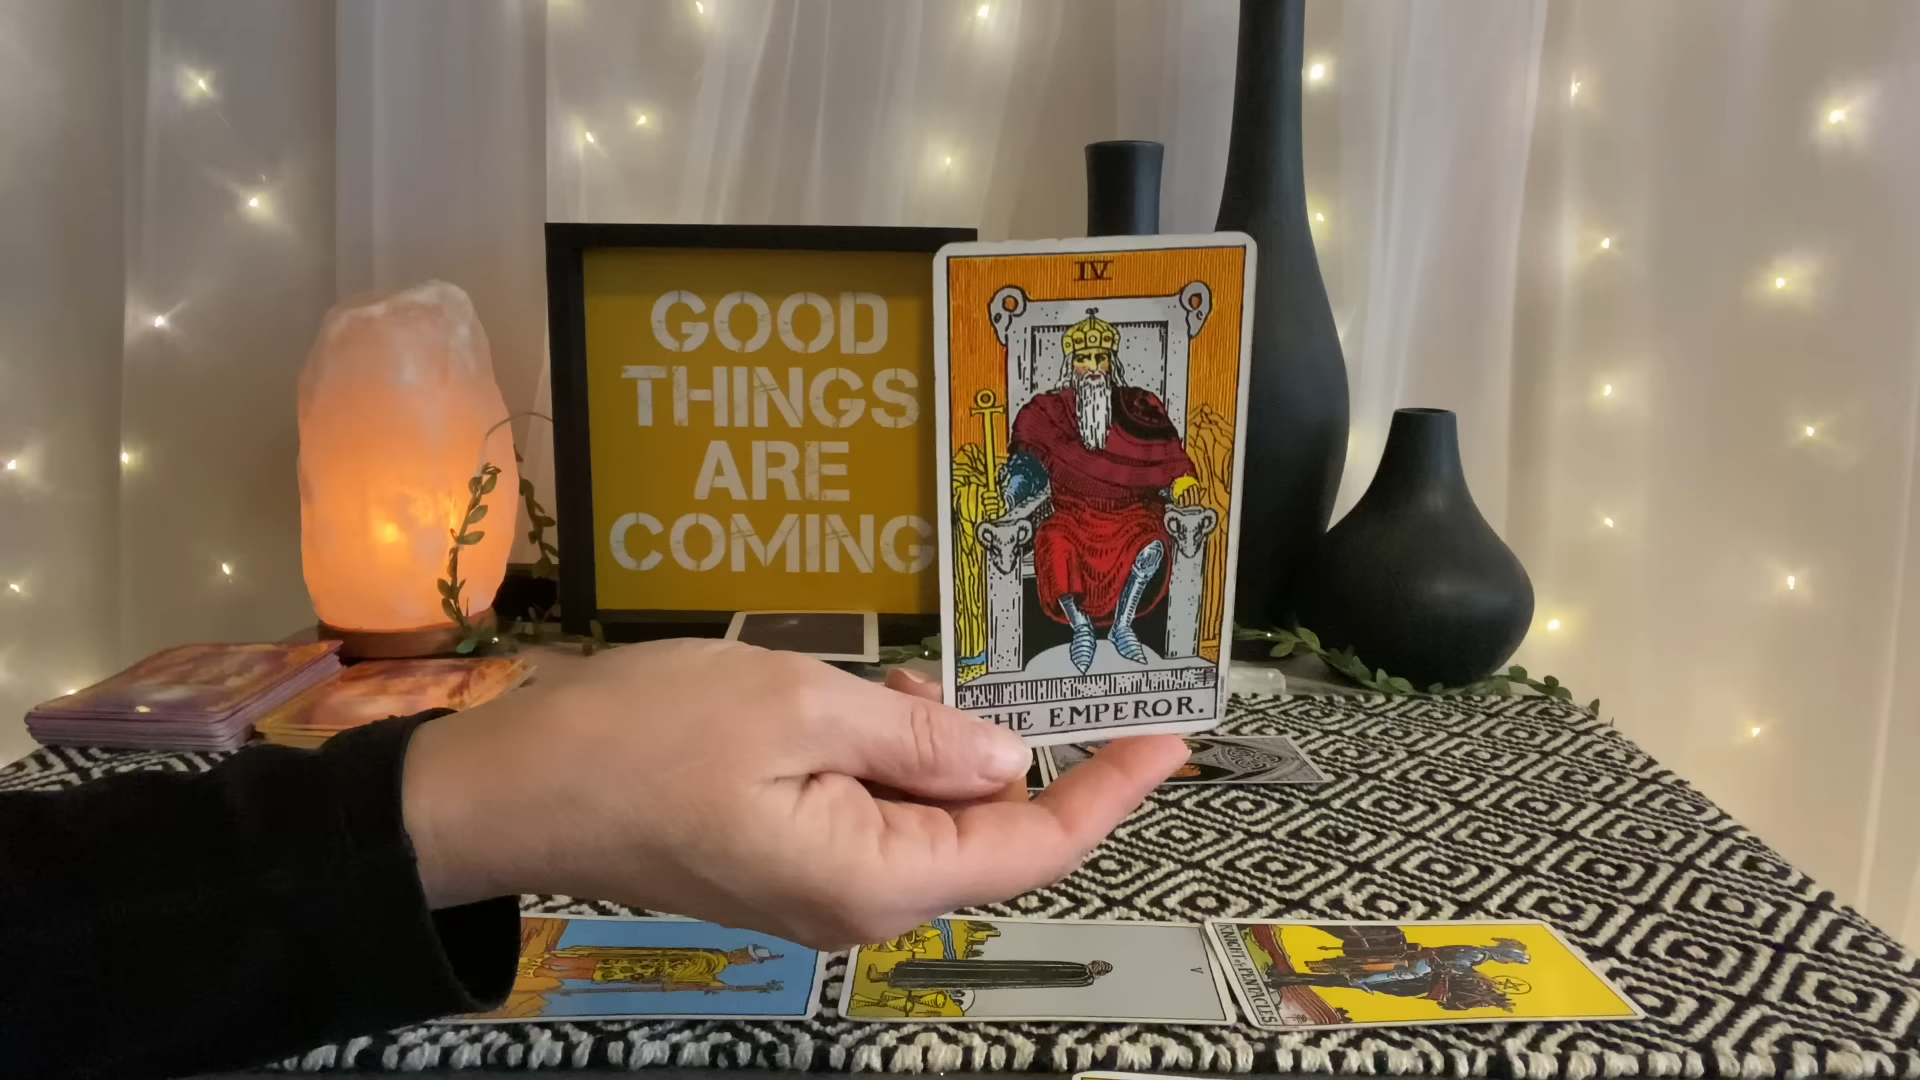 GOOD
THINGS
ARE
COMING
IV
THE EMPEROR.
V
KNIGHT of PENTACLES